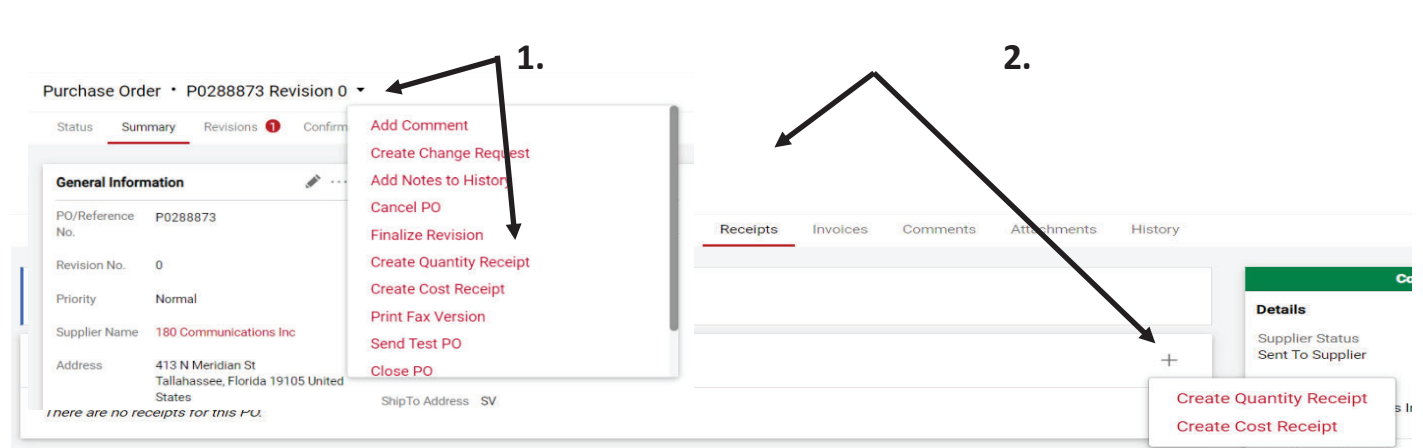 1.
2.
Purchase Order • P0288873 Revision 0
Status Summary Revisions 1 Confirm
Add Comment
Create Change Request
Add Notes to History
Cancel PO
Finalize Revision
Create Quantity Receipt
Create Cost Receipt
Print Fax Version
Send Test PO
Close PO
General Information
PO/Reference No. P0288873
Revision No. 0
Priority Normal
Supplier Name 180 Communications Inc
Address 413 N Meridian St
Tallahassee, Florida 19105 United
States
ShipTo Address SV
There are no receipts for this PO.
Receipts Invoices Comments Attachments History
Details
Supplier Status
Sent To Supplier
Create Quantity Receipt
Create Cost Receipt